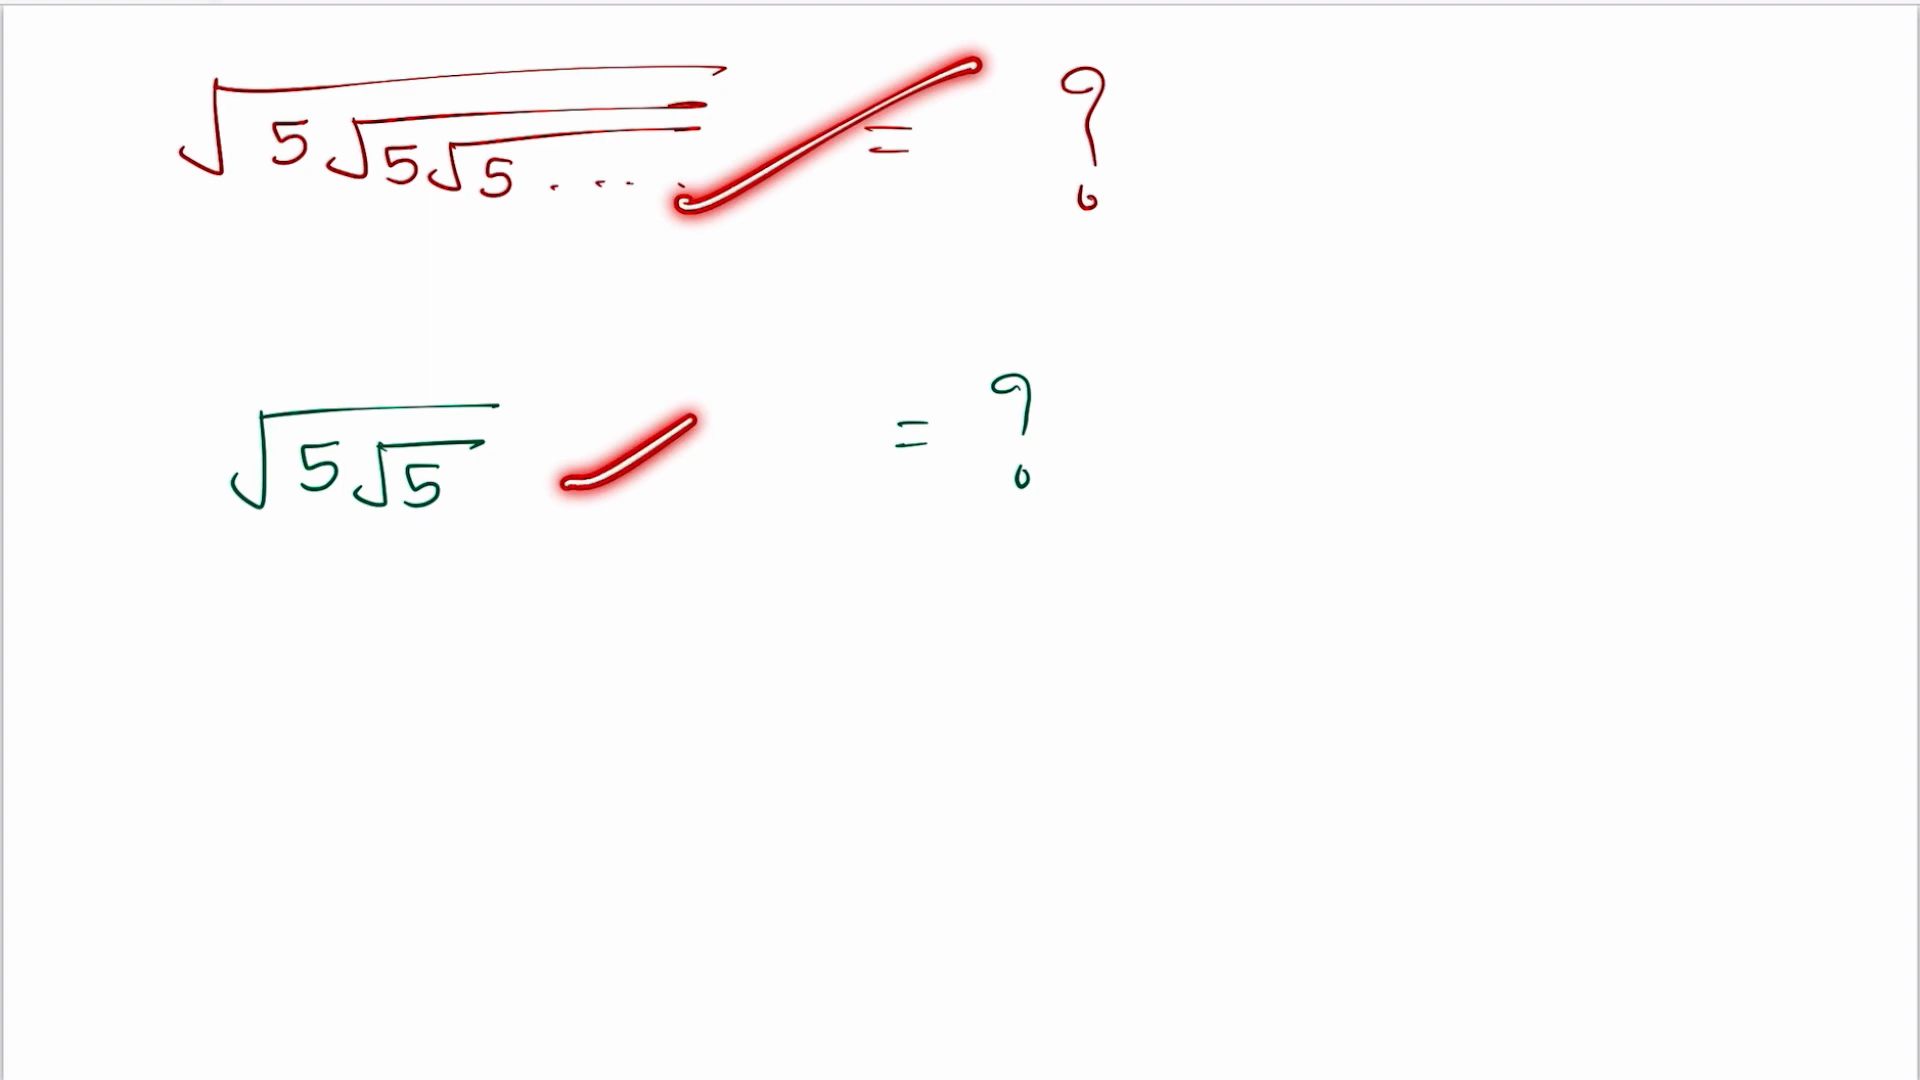 √5√5√5..... = ?
√5√5 = ?